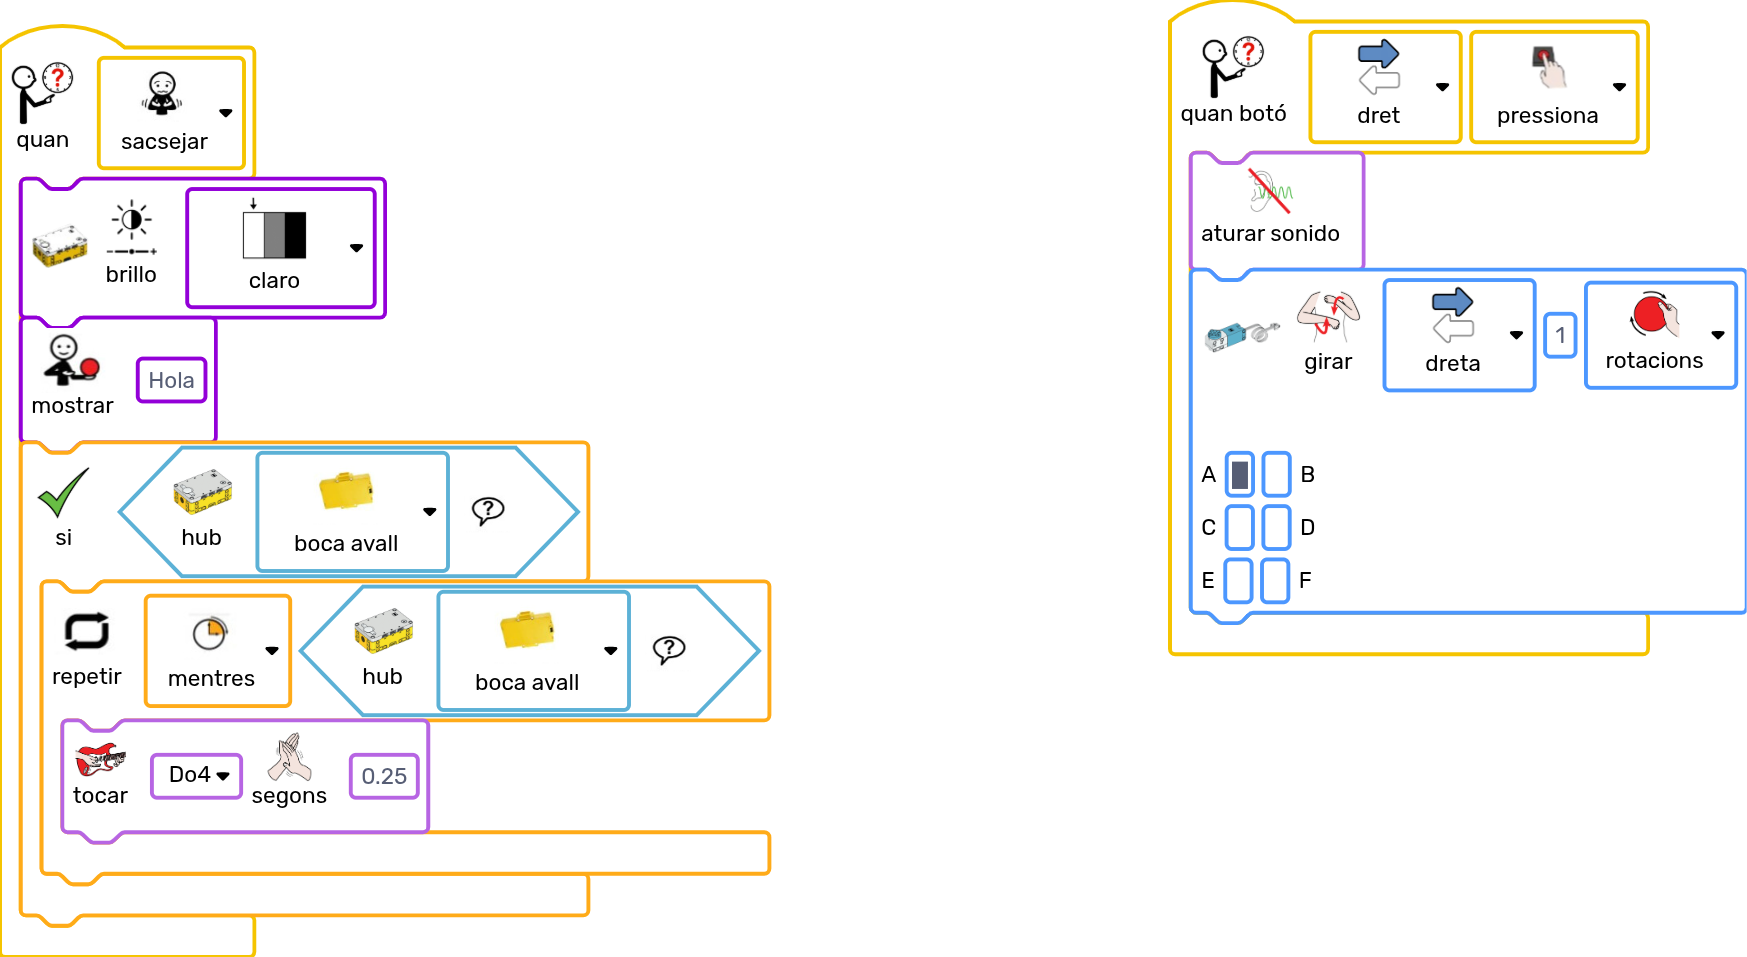 quan
sacsejar
brillo
claro
mostrar
Hola
si
hub
boca avall
?
repetir
mentres
hub
boca avall
?
tocar
Do4
segons
0.25
quan botó
dret
pressiona
aturar sonido
girar
dreta
1
rotacions
A B
C D
E F